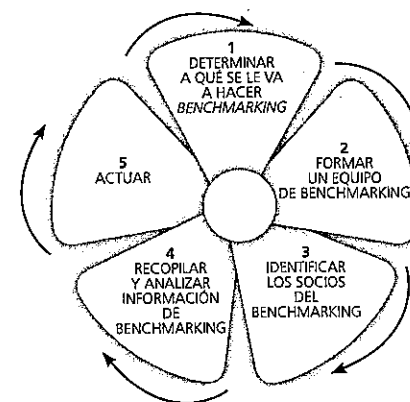 1
DETERMINAR
A QUÉ SE LE VA
A HACER
BENCHMARKING
2
FORMAR
UN EQUIPO
DE BENCHMARKING
3
IDENTIFICAR
LOS SOCIOS
DEL
BENCHMARKING
4
RECOPILAR
Y ANALIZAR
INFORMACIÓN
DE
BENCHMARKING
5
ACTUAR